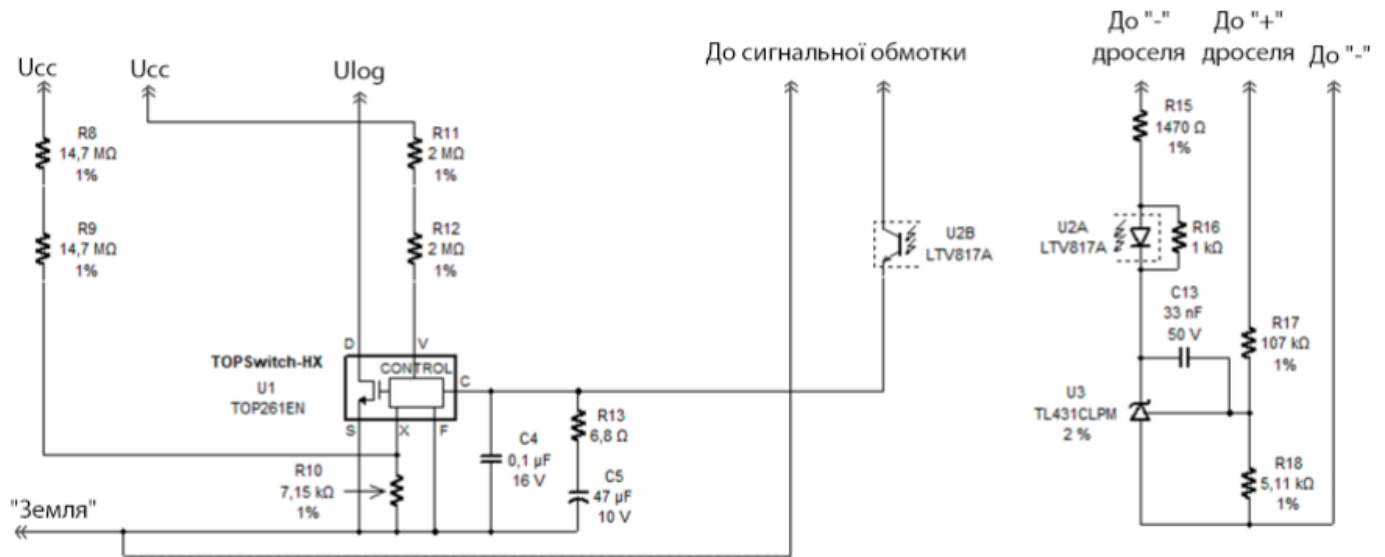 До "-" До "+"
До сигнальної обмотки дроселя дроселя До "-"
Ucc Ucc Ulog
R8
14,7 MΩ
1%
R11
2 MΩ
1%
R15
1470 Ω
1%
R9
14,7 MΩ
1%
R12
2 MΩ
1%
U2B
LTV817A
U2A
LTV817A
R16
1 kΩ
C13
33 nF
50 V
R17
107 kΩ
1%
D V
TOPSwitch-HX
U1
TOP261EN
CONTROL
C
S X F
R13
6,8 Ω
U3
TL431CLPM
2 %
R10
7,15 kΩ
1%
C4
0,1 µF
16 V
C5
47 µF
10 V
R18
5,11 kΩ
1%
"Земля"